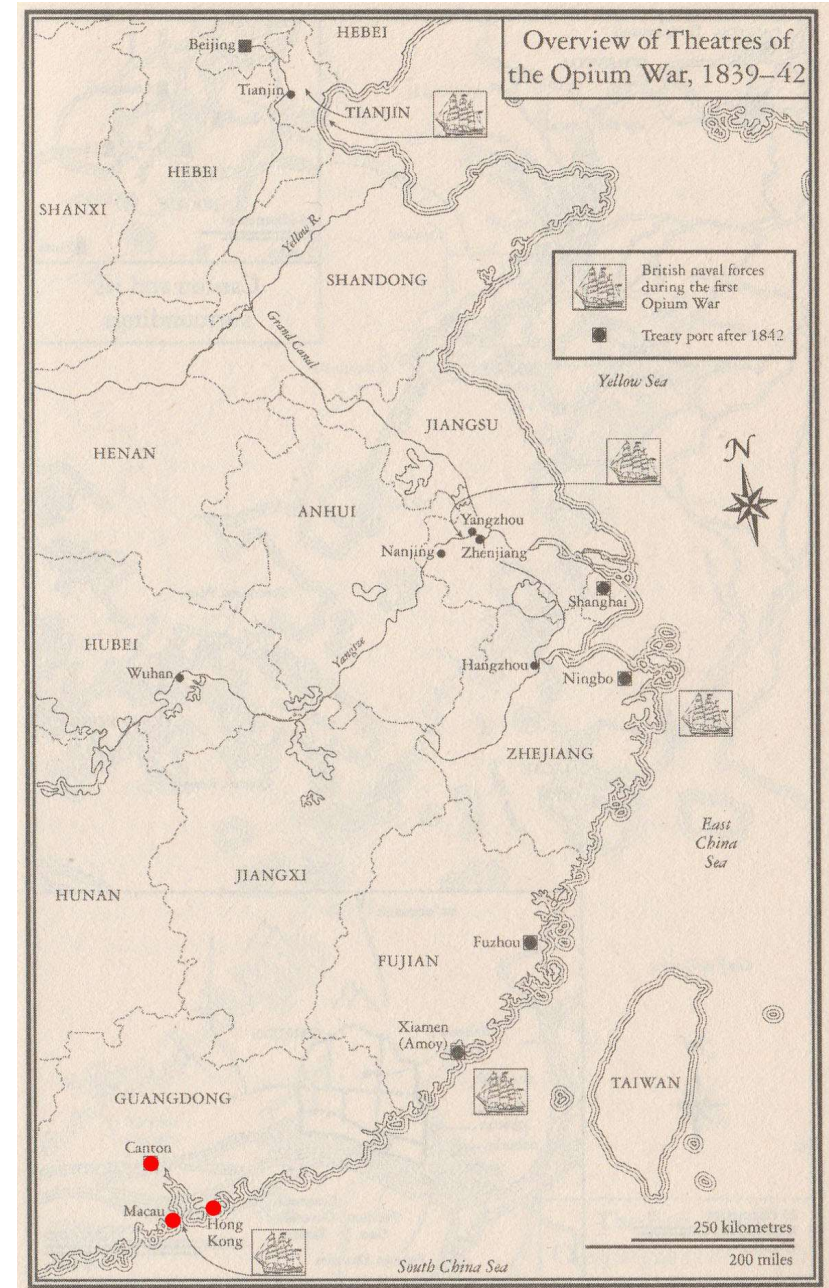 Overview of Theatres of
the Opium War, 1839–42
HEBEI
Beijing
Tianjin
TIANJIN
HEBEI
SHANXI
Yellow R.
SHANDONG
British naval forces
during the first
Opium War
Treaty port after 1842
Grand Canal
Yellow Sea
JIANGSU
HENAN
N
ANHUI
Yangzhou
Nanjing
Zhenjiang
Shanghai
HUBEI
Yangtze
Wuhan
Hangzhou
Ningbo
ZHEJIANG
East
China
Sea
JIANGXI
HUNAN
Fuzhou
FUJIAN
Xiamen
(Amoy)
TAIWAN
GUANGDONG
Canton
Macau
Hong
Kong
250 kilometres
200 miles
South China Sea